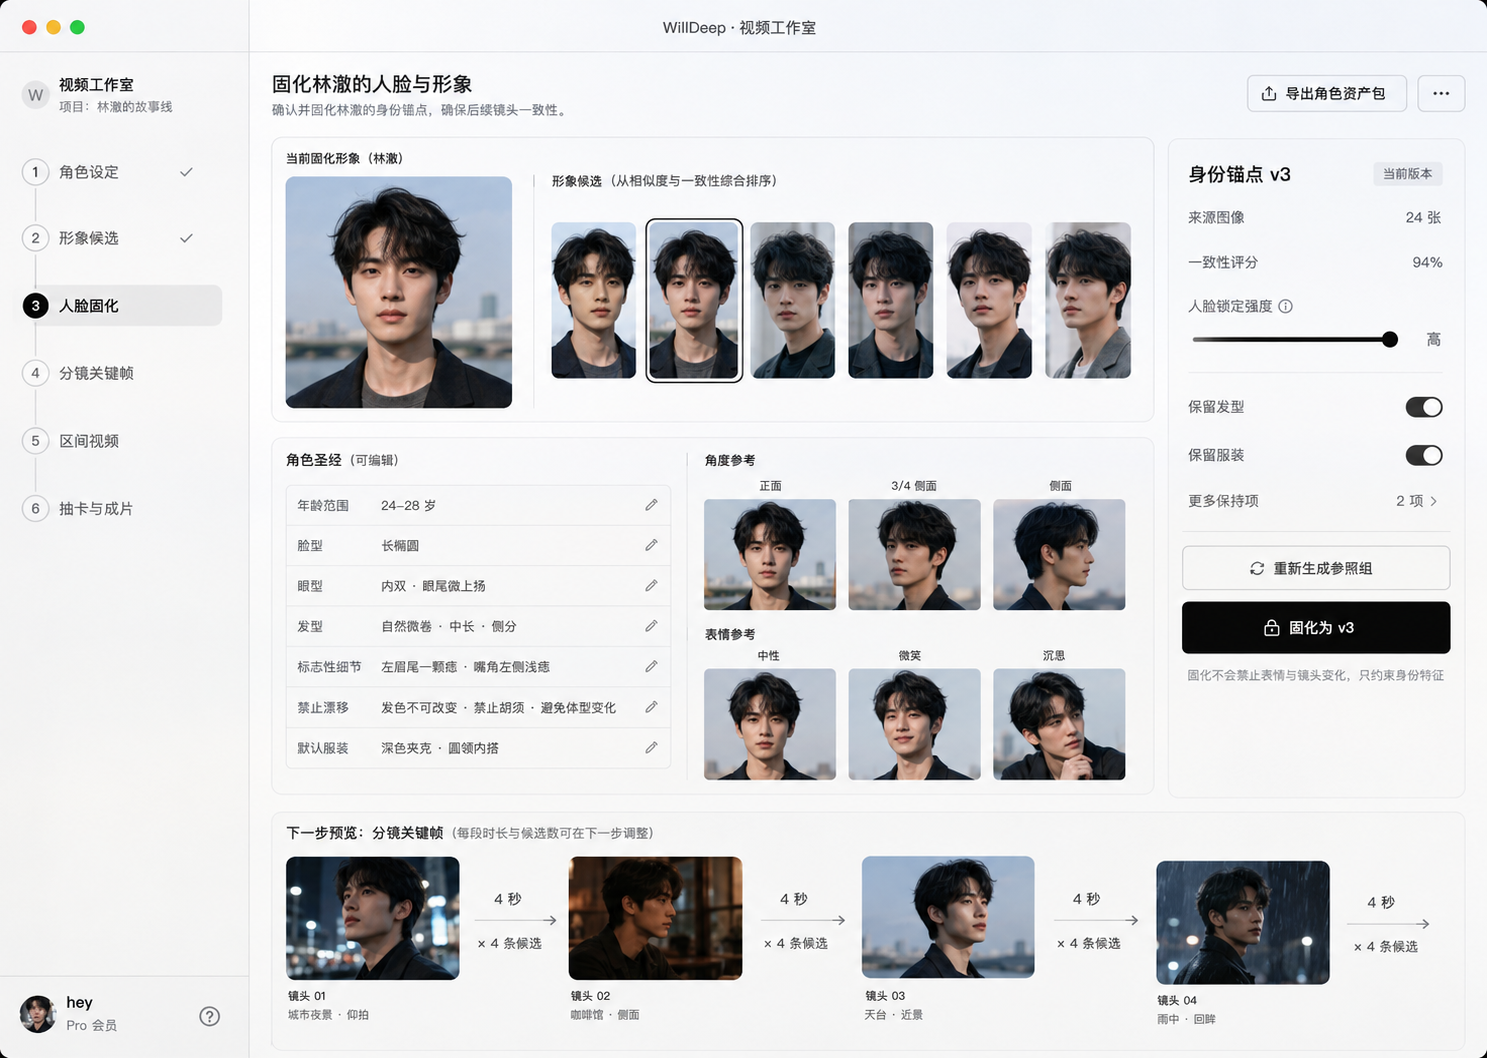 WillDeep · 视频工作室
W
视频工作室
项目：林澈的故事线
1 角色设定
2 形象候选
3 人脸固化
4 分镜关键帧
5 区间视频
6 抽卡与成片
hey
Pro 会员
?
固化林澈的人脸与形象
确认并固化林澈的身份锚点，确保后续镜头一致性。
导出角色资产包
当前固化形象（林澈）
形象候选（从相似度与一致性综合排序）
角色圣经（可编辑）
年龄范围 24–28 岁
脸型 长椭圆
眼型 内双 · 眼尾微上扬
发型 自然微卷 · 中长 · 侧分
标志性细节 左眉尾一颗痣 · 嘴角左侧浅痣
禁止漂移 发色不可改变 · 禁止胡须 · 避免体型变化
默认服装 深色夹克 · 圆领内搭
角度参考
正面 3/4 侧面 侧面
表情参考
中性 微笑 沉思
身份锚点 v3 当前版本
来源图像 24 张
一致性评分 94%
人脸锁定强度
高
保留发型
保留服装
更多保持项 2 项
重新生成参照组
固化为 v3
固化不会禁止表情与镜头变化，只约束身份特征
下一步预览：分镜关键帧（每段时长与候选数可在下一步调整）
4 秒
× 4 条候选
4 秒
× 4 条候选
4 秒
× 4 条候选
4 秒
× 4 条候选
镜头 01
城市夜景 · 仰拍
镜头 02
咖啡馆 · 侧面
镜头 03
天台 · 近景
镜头 04
雨中 · 回眸